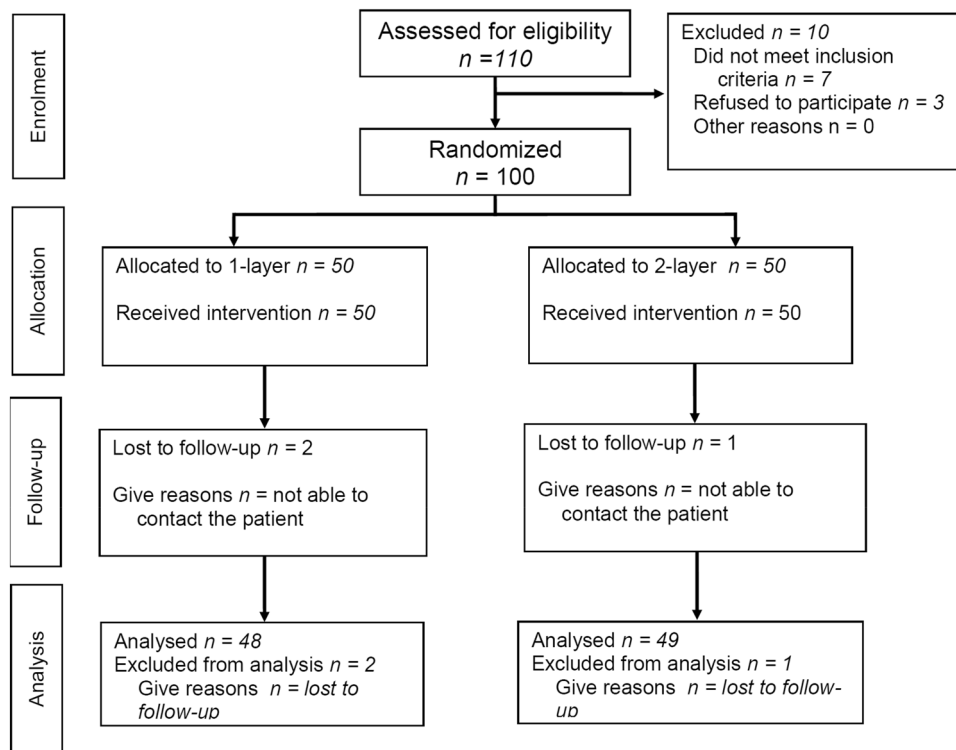 Enrolment
Assessed for eligibility
n =110
Excluded n = 10
Did not meet inclusion
criteria n = 7
Refused to participate n = 3
Other reasons n = 0
Randomized
n = 100
Allocation
Allocated to 1-layer n = 50
Received intervention n = 50
Allocated to 2-layer n = 50
Received intervention n = 50
Follow-up
Lost to follow-up n = 2
Give reasons n = not able to
contact the patient
Lost to follow-up n = 1
Give reasons n = not able to
contact the patient
Analysis
Analysed n = 48
Excluded from analysis n = 2
Give reasons n = lost to
follow-up
Analysed n = 49
Excluded from analysis n = 1
Give reasons n = lost to follow-
up